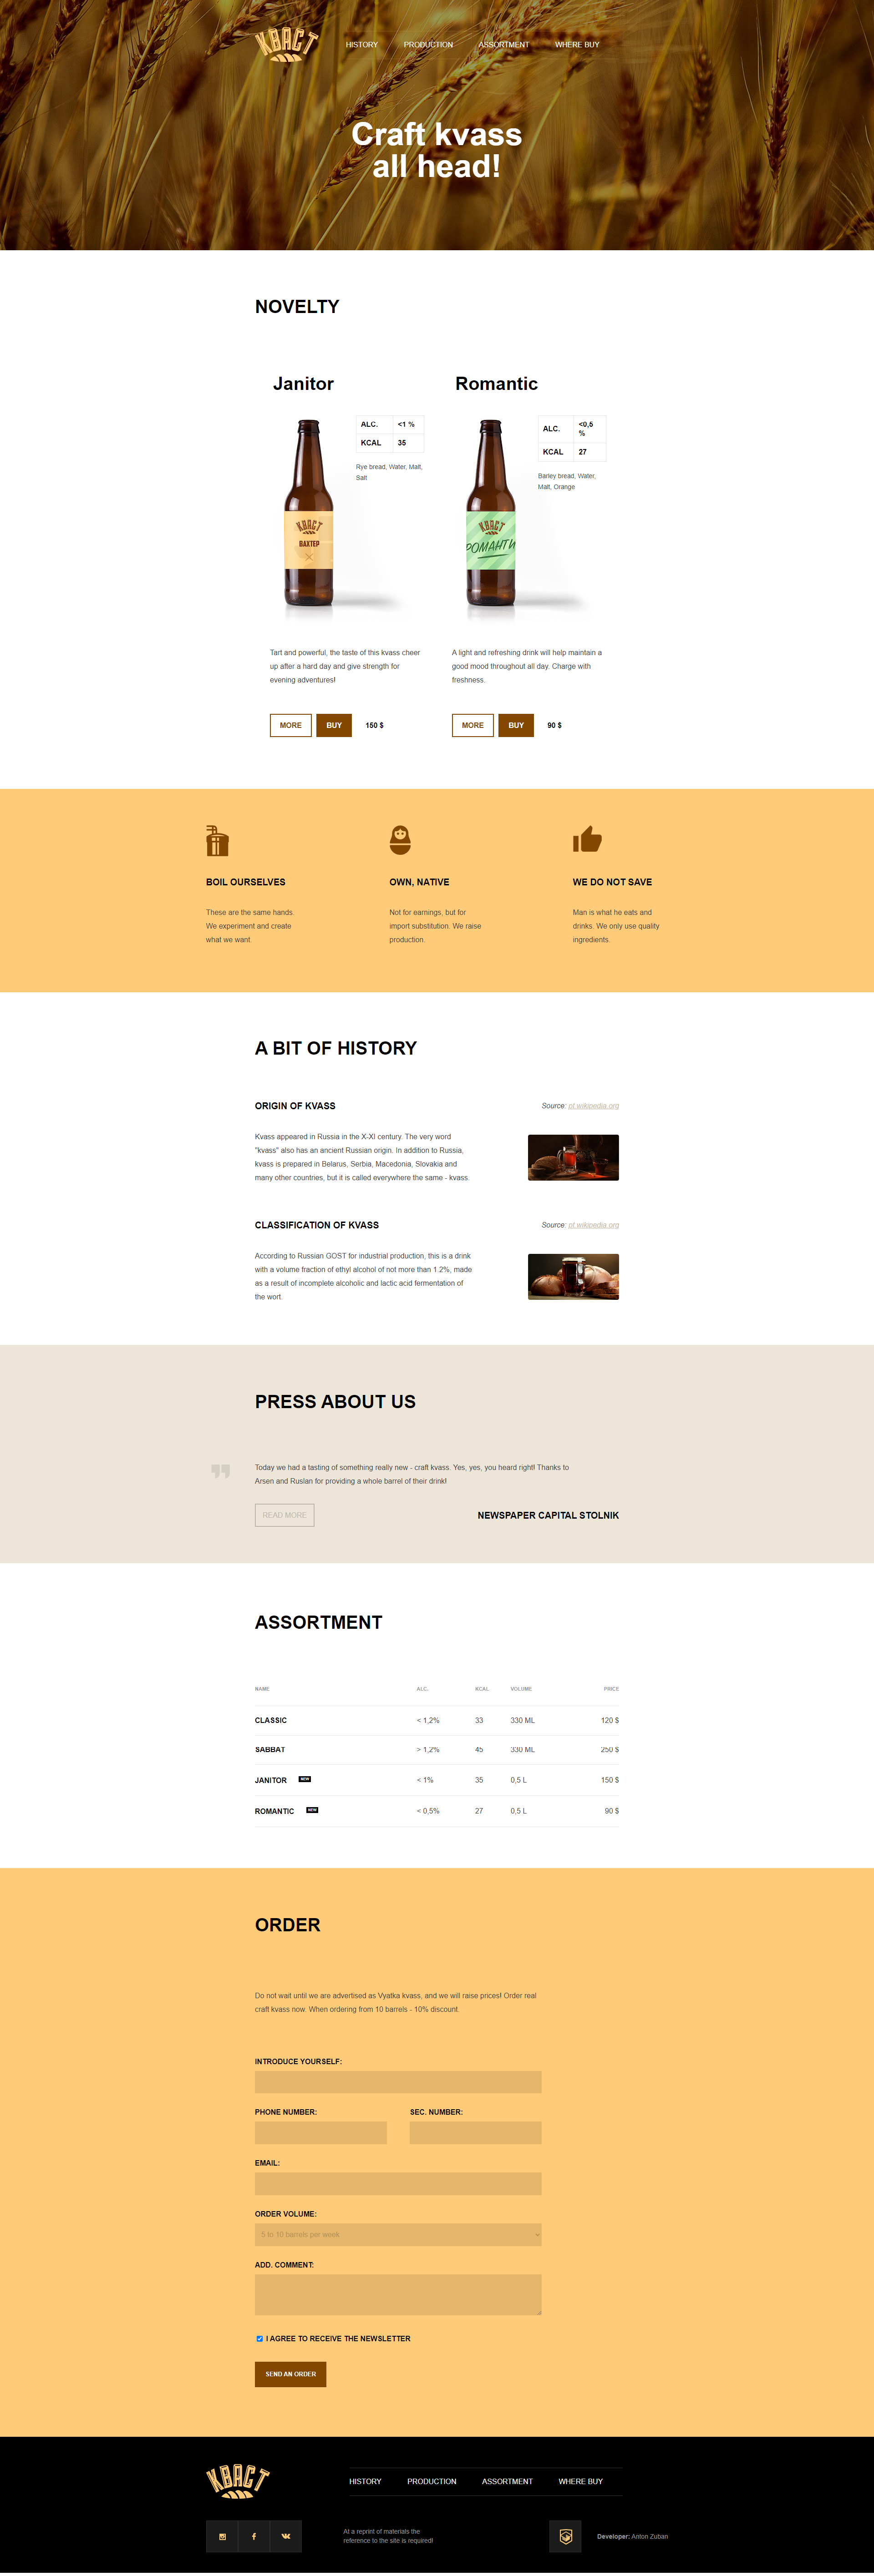 КВАСТ
HISTORY PRODUCTION ASSORTMENT WHERE BUY
Craft kvass
all head!
NOVELTY
Janitor
ALC. <1 %
KCAL 35
Rye bread, Water, Malt,
Salt
КВАСТ
ВАХТЕР
Tart and powerful, the taste of this kvass cheer
up after a hard day and give strength for
evening adventures!
MORE BUY 150 $
Romantic
ALC. <0,5
%
KCAL 27
Barley bread, Water,
Malt, Orange
КВАСТ
РОМАНТИ
A light and refreshing drink will help maintain a
good mood throughout all day. Charge with
freshness.
MORE BUY 90 $
BOIL OURSELVES
These are the same hands.
We experiment and create
what we want.
OWN, NATIVE
Not for earnings, but for
import substitution. We raise
production.
WE DO NOT SAVE
Man is what he eats and
drinks. We only use quality
ingredients.
A BIT OF HISTORY
ORIGIN OF KVASS
Source: pt.wikipedia.org
Kvass appeared in Russia in the X-XI century. The very word
"kvass" also has an ancient Russian origin. In addition to Russia,
kvass is prepared in Belarus, Serbia, Macedonia, Slovakia and
many other countries, but it is called everywhere the same - kvass.
CLASSIFICATION OF KVASS
Source: pt.wikipedia.org
According to Russian GOST for industrial production, this is a drink
with a volume fraction of ethyl alcohol of not more than 1.2%, made
as a result of incomplete alcoholic and lactic acid fermentation of
the wort.
PRESS ABOUT US
Today we had a tasting of something really new - craft kvass. Yes, yes, you heard right! Thanks to
Arsen and Ruslan for providing a whole barrel of their drink!
READ MORE
NEWSPAPER CAPITAL STOLNIK
ASSORTMENT
NAME ALC. KCAL VOLUME PRICE
CLASSIC < 1,2% 33 330 ML 120 $
SABBAT > 1,2% 45 330 ML 250 $
JANITOR NEW < 1% 35 0,5 L 150 $
ROMANTIC NEW < 0,5% 27 0,5 L 90 $
ORDER
Do not wait until we are advertised as Vyatka kvass, and we will raise prices! Order real
craft kvass now. When ordering from 10 barrels - 10% discount.
INTRODUCE YOURSELF:
PHONE NUMBER: SEC. NUMBER:
EMAIL:
ORDER VOLUME:
5 to 10 barrels per week
ADD. COMMENT:
I AGREE TO RECEIVE THE NEWSLETTER
SEND AN ORDER
КВАСТ
HISTORY PRODUCTION ASSORTMENT WHERE BUY
At a reprint of materials the
reference to the site is required!
Developer: Anton Zuban